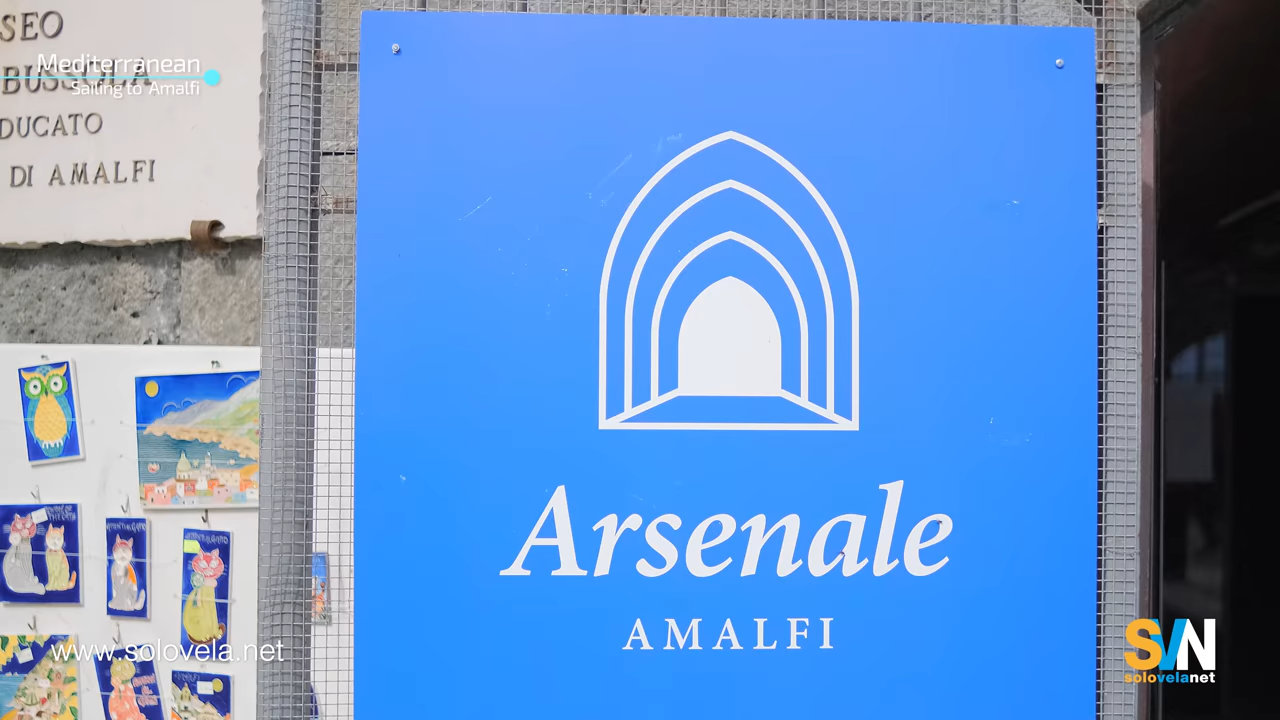 SEO
BUSSOLA
DUCATO
DI AMALFI
Mediterranean
Sailing to Amalfi
Arsenale
AMALFI
www.solovela.net
SVN
solovelanet